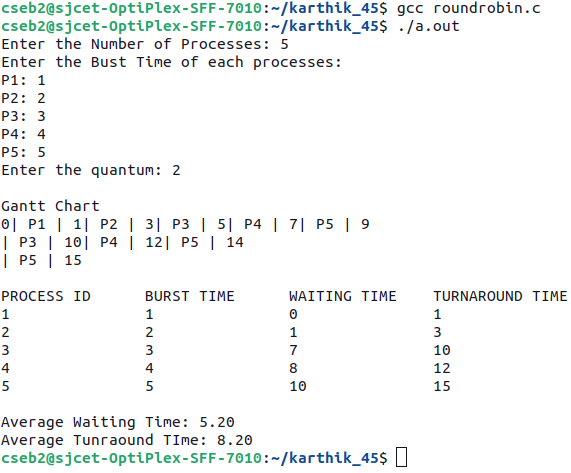 cseb2@sjcet-OptiPlex-SFF-7010:~/karthik_45$ gcc roundrobin.c
cseb2@sjcet-OptiPlex-SFF-7010:~/karthik_45$ ./a.out
Enter the Number of Processes: 5
Enter the Bust Time of each processes:
P1: 1
P2: 2
P3: 3
P4: 4
P5: 5
Enter the quantum: 2
Gantt Chart
0| P1 | 1| P2 | 3| P3 | 5| P4 | 7| P5 | 9
| P3 | 10| P4 | 12| P5 | 14
| P5 | 15
PROCESS ID      BURST TIME      WAITING TIME    TURNAROUND TIME
1               1               0               1
2               2               1               3
3               3               7               10
4               4               8               12
5               5               10              15
Average Waiting Time: 5.20
Average Tunraound TIme: 8.20
cseb2@sjcet-OptiPlex-SFF-7010:~/karthik_45$